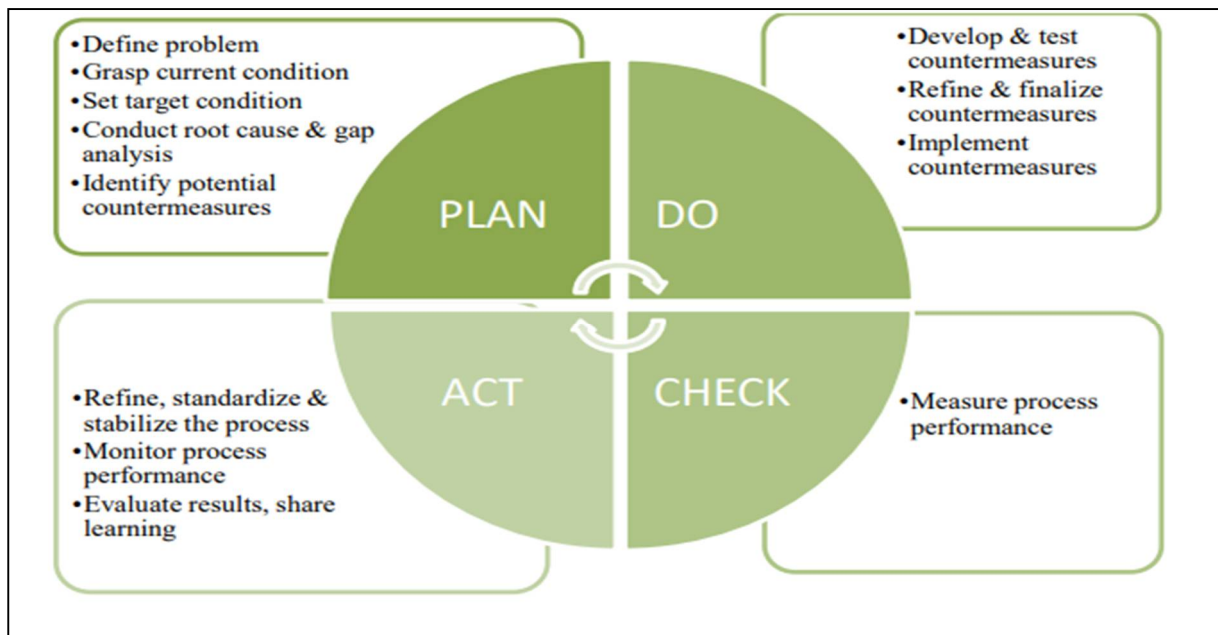 •Define problem
•Grasp current condition
•Set target condition
•Conduct root cause & gap
analysis
•Identify potential
countermeasures
PLAN
DO
•Develop & test
countermeasures
•Refine & finalize
countermeasures
•Implement
countermeasures
•Refine, standardize &
stabilize the process
•Monitor process
performance
•Evaluate results, share
learning
ACT
CHECK
•Measure process
performance